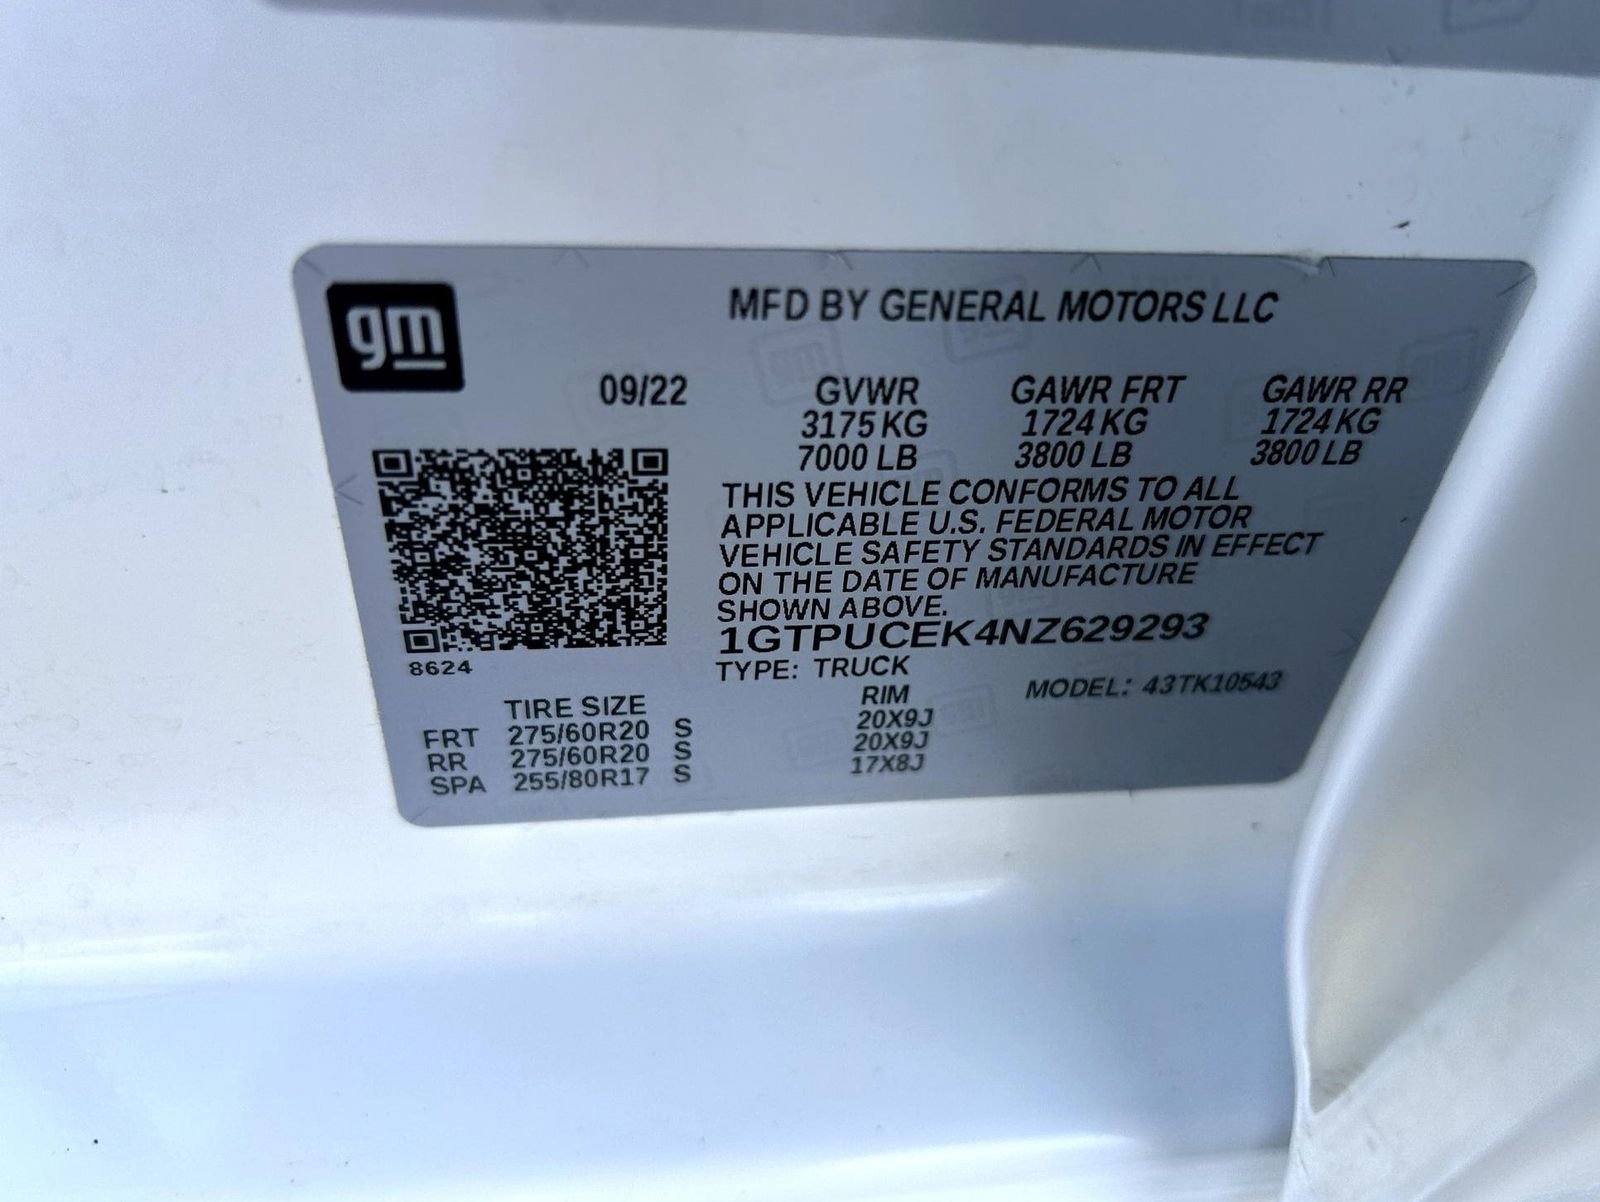 gm
MFD BY GENERAL MOTORS LLC
09/22 GVWR GAWR FRT GAWR RR
3175 KG 1724 KG 1724 KG
7000 LB 3800 LB 3800 LB
THIS VEHICLE CONFORMS TO ALL
APPLICABLE U.S. FEDERAL MOTOR
VEHICLE SAFETY STANDARDS IN EFFECT
ON THE DATE OF MANUFACTURE
SHOWN ABOVE.
1GTPUCEK4NZ629293
8624
TYPE: TRUCK
MODEL: 43TK10543
TIRE SIZE RIM
FRT 275/60R20 S 20X9J
RR 275/60R20 S 20X9J
SPA 255/80R17 S 17X8J